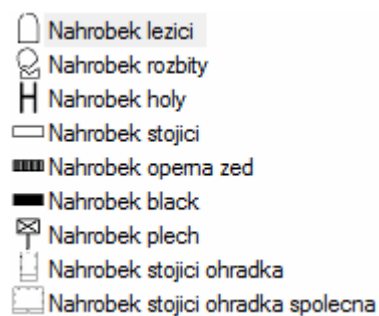 Nahrobek lezici
Nahrobek rozbity
Nahrobek holy
Nahrobek stojici
Nahrobek operna zed
Nahrobek black
Nahrobek plech
Nahrobek stojici ohradka
Nahrobek stojici ohradka spolecna